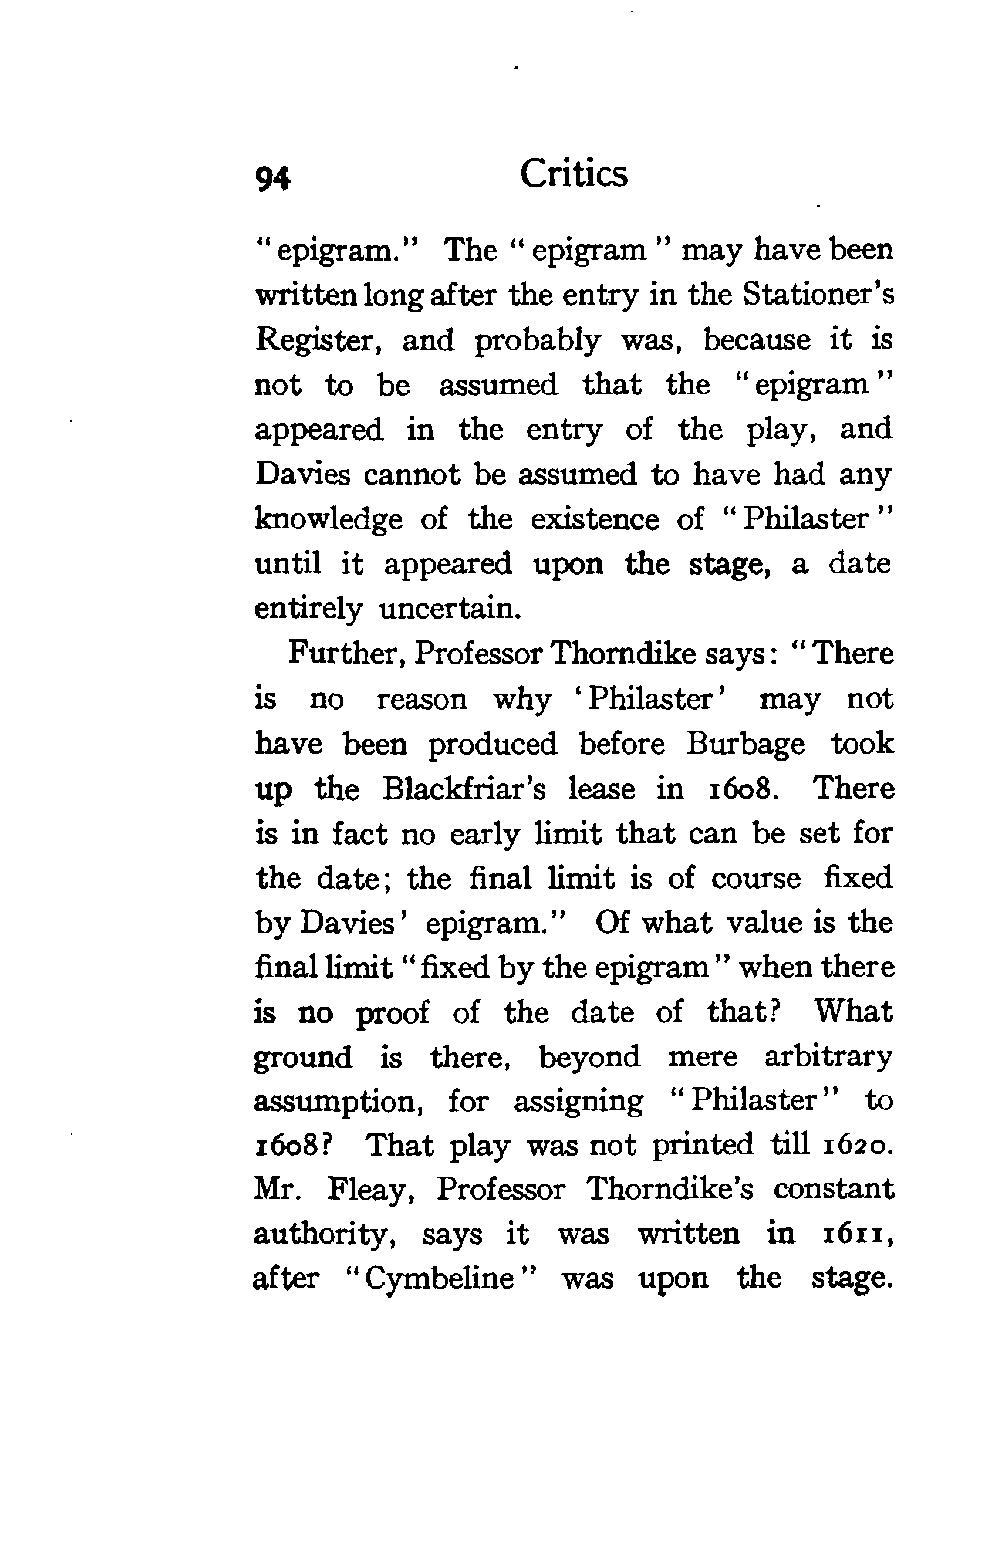 94 Critics
"epigram." The "epigram" may have been
written long after the entry in the Stationer's
Register, and probably was, because it is
not to be assumed that the "epigram"
appeared in the entry of the play, and
Davies cannot be assumed to have had any
knowledge of the existence of "Philaster"
until it appeared upon the stage, a date
entirely uncertain.
Further, Professor Thorndike says: "There
is no reason why 'Philaster' may not
have been produced before Burbage took
up the Blackfriar's lease in 1608. There
is in fact no early limit that can be set for
the date; the final limit is of course fixed
by Davies' epigram." Of what value is the
final limit "fixed by the epigram" when there
is no proof of the date of that? What
ground is there, beyond mere arbitrary
assumption, for assigning "Philaster" to
1608? That play was not printed till 1620.
Mr. Fleay, Professor Thorndike's constant
authority, says it was written in 1611,
after "Cymbeline" was upon the stage.